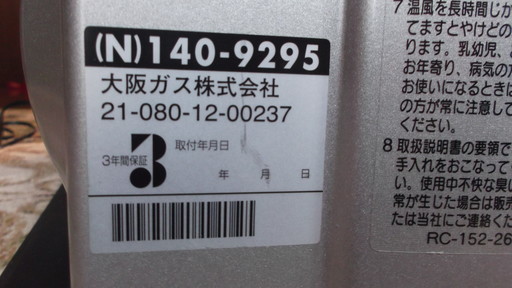 (N)140-9295
大阪ガス株式会社
21-080-12-00237
3年間保証
取付年月日
年 月 日
7 温風を長時間じか
てますとやけどの
ります。乳幼児、お
お年寄り、病気の方
お使いになるときは
の方が常に注意して
ください。
8 取扱説明書の要領で
手入れをおこなって
い。使用中不快な臭い
常が生じた場合は販売
たは当社にご連絡くだ
RC-152-26